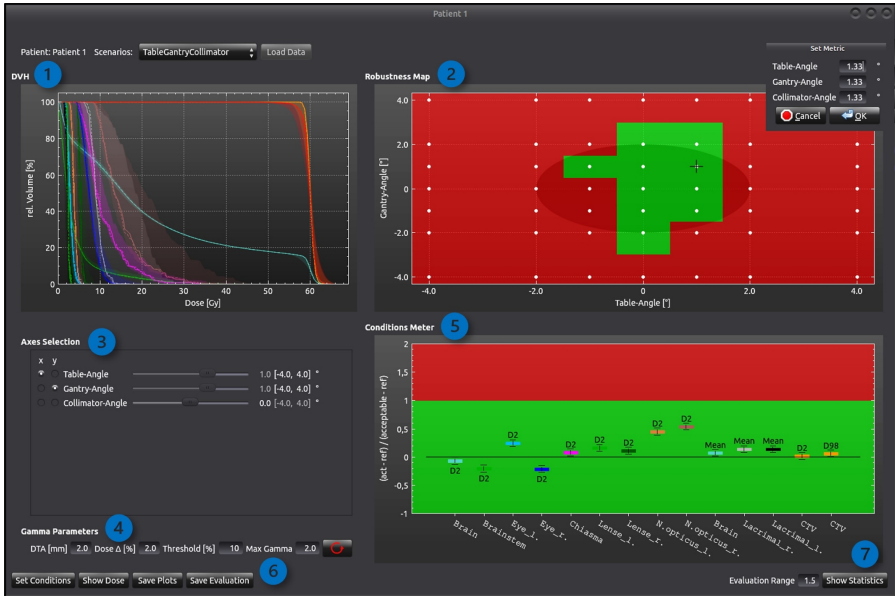 Patient 1
Patient: Patient 1 Scenarios: TableGantryCollimator Load Data
Set Metric
Table-Angle 1.33 °
Gantry-Angle 1.33 °
Collimator-Angle 1.33 °
Cancel OK
1
DVH
100
80
60
40
20
0
rel. Volume [%]
0 10 20 30 40 50 60
Dose [Gy]
2
Robustness Map
4.0
2.0
0
-2.0
-4.0
Gantry-Angle [°]
-4.0 -2.0 0 2.0 4.0
Table-Angle [°]
3
Axes Selection
x y
Table-Angle 1.0 [-4.0, 4.0] °
Gantry-Angle 1.0 [-4.0, 4.0] °
Collimator-Angle 0.0 [-4.0, 4.0] °
4
Gamma Parameters
DTA [mm] 2.0 Dose Δ [%] 2.0 Threshold [%] 10 Max Gamma 2.0
5
Conditions Meter
2
1,5
1
0,5
0
-0,5
-1
(act - ref) / (acceptable - ref)
D2 D2 D2 D2 D2 D2 D2 D2 D2 Mean Mean Mean D2 D98
Brain Brainstem Eye_l. Eye_r. Chiasma Lense_l. Lense_r. N.opticus_l. N.opticus_r. Brain Lacrimal_r. Lacrimal_l. CTV CTV
6
Set Conditions Show Dose Save Plots Save Evaluation
7
Evaluation Range 1.5 Show Statistics